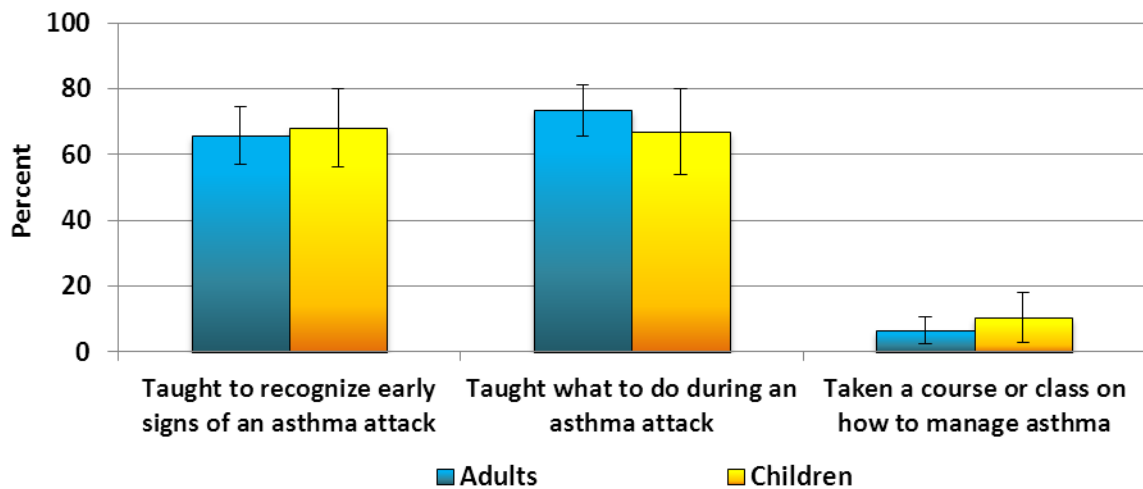 100
80
60
40
20
0
Percent
Taught to recognize early
signs of an asthma attack
Taught what to do during an
asthma attack
Taken a course or class on
how to manage asthma
Adults
Children